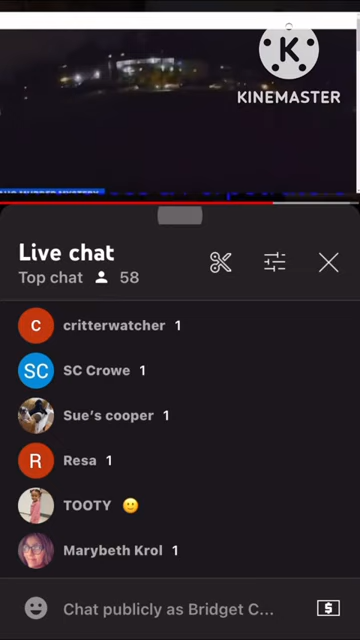 K
KINEMASTER
Live chat
Top chat 58
C critterwatcher 1
SC SC Crowe 1
Sue's cooper 1
R Resa 1
TOOTY
Marybeth Krol 1
Chat publicly as Bridget C...
$